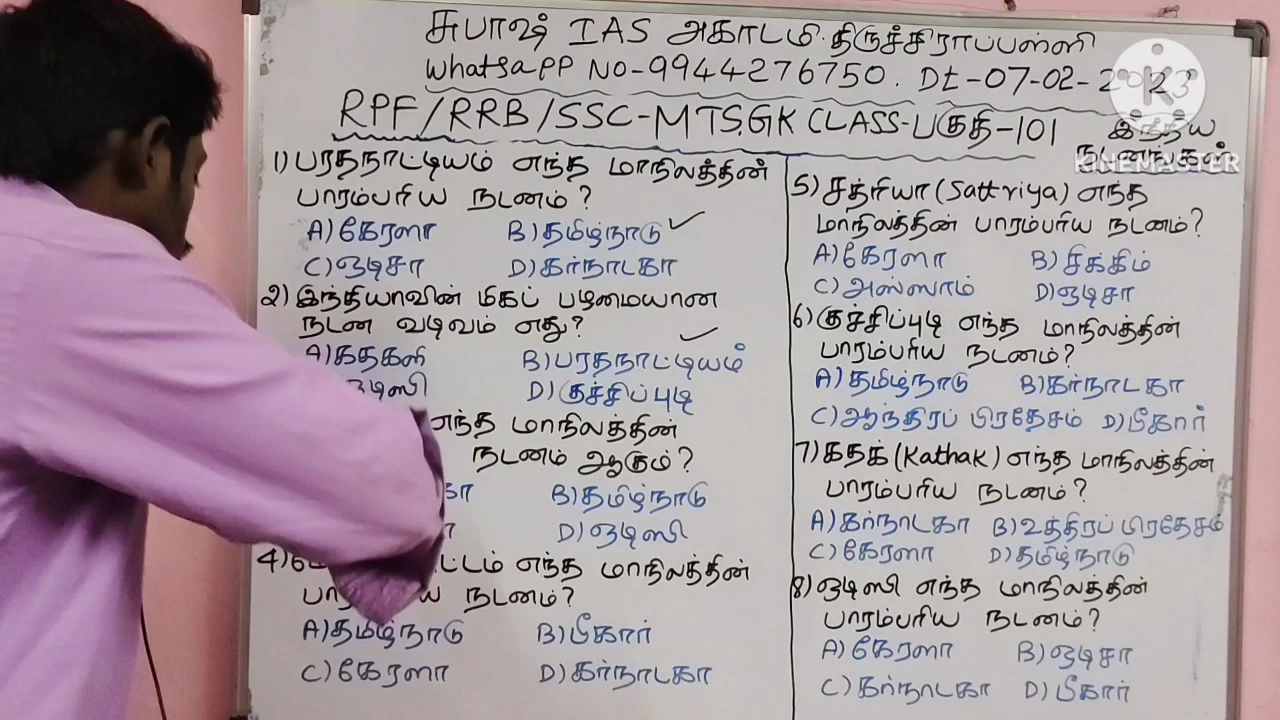 சுபாஷ் IAS அகாடமி திருச்சிராப்பள்ளி
WhatsaPP No-9944276750. Dt-07-02-2023
RPF/RRB/SSC-MTS.GK CLASS-பகுதி-101
இந்திய
நடனங்கள்
KINEMASTER
1) பரதநாட்டியம் எந்த மாநிலத்தின்
பாரம்பரிய நடனம்?
A) கேரளா B) தமிழ்நாடு ✓
C) ஒடிசா D) கர்நாடகா
2) இந்தியாவின் மிகப் பழமையான
நடன வடிவம் எது?
A) கதகளி B) பரதநாட்டியம் ✓
ஒடிஸி D) குச்சிப்புடி
எந்த மாநிலத்தின்
நடனம் ஆகும்?
B) தமிழ்நாடு
D) ஒடிஸி
4) எந்த மாநிலத்தின்
நடனம்?
A) தமிழ்நாடு B) பீகார்
C) கேரளா D) கர்நாடகா
5) சத்ரியா (Sattriya) எந்த
மாநிலத்தின் பாரம்பரிய நடனம்?
A) கேரளா B) சிக்கிம்
C) அஸ்ஸாம் D) ஒடிசா
6) குச்சிப்புடி எந்த மாநிலத்தின்
பாரம்பரிய நடனம்?
A) தமிழ்நாடு B) கர்நாடகா
C) ஆந்திரப் பிரதேசம் D) பீகார்
7) கதக் (Kathak) எந்த மாநிலத்தின்
பாரம்பரிய நடனம்?
A) கர்நாடகா B) உத்திரப் பிரதேசம்
C) கேரளா D) தமிழ்நாடு
8) ஒடிஸி எந்த மாநிலத்தின்
பாரம்பரிய நடனம்?
A) கேரளா B) ஒடிசா
C) கர்நாடகா D) பீகார்